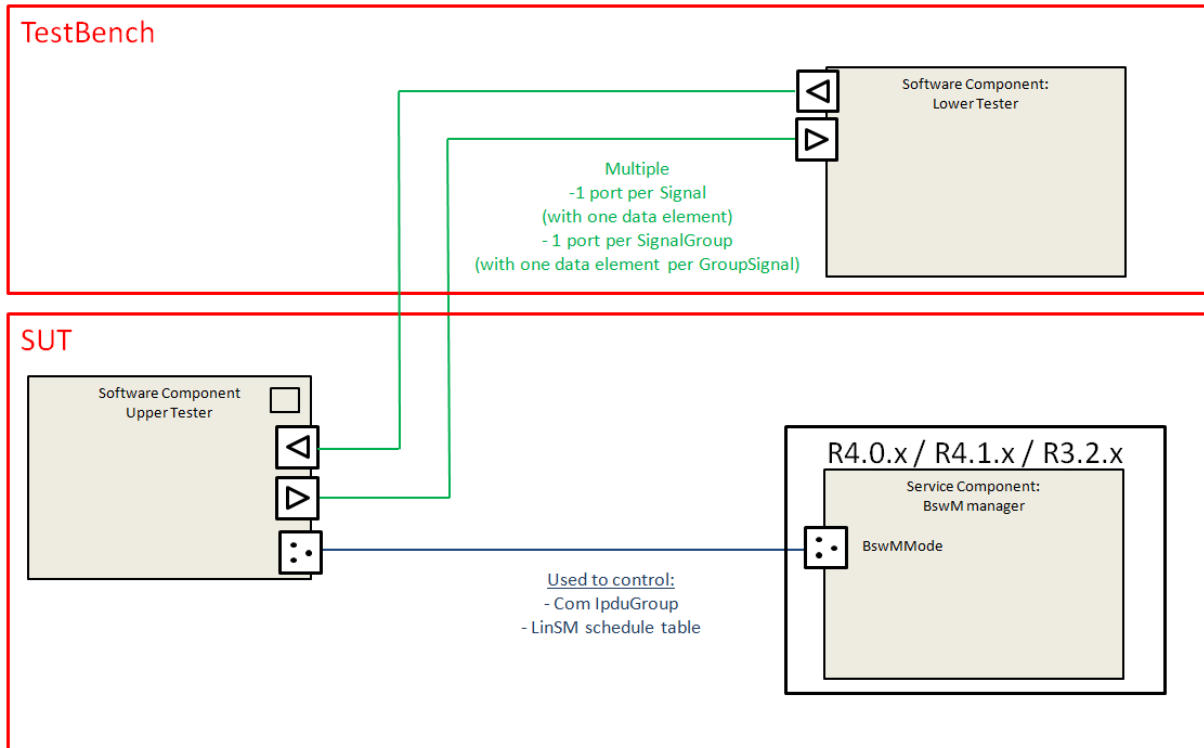 TestBench
Software Component:
Lower Tester
Multiple
-1 port per Signal
(with one data element)
- 1 port per SignalGroup
(with one data element per GroupSignal)
SUT
Software Component
Upper Tester
R4.0.x / R4.1.x / R3.2.x
Service Component:
BswM manager
BswMMode
Used to control:
- Com IpduGroup
- LinSM schedule table